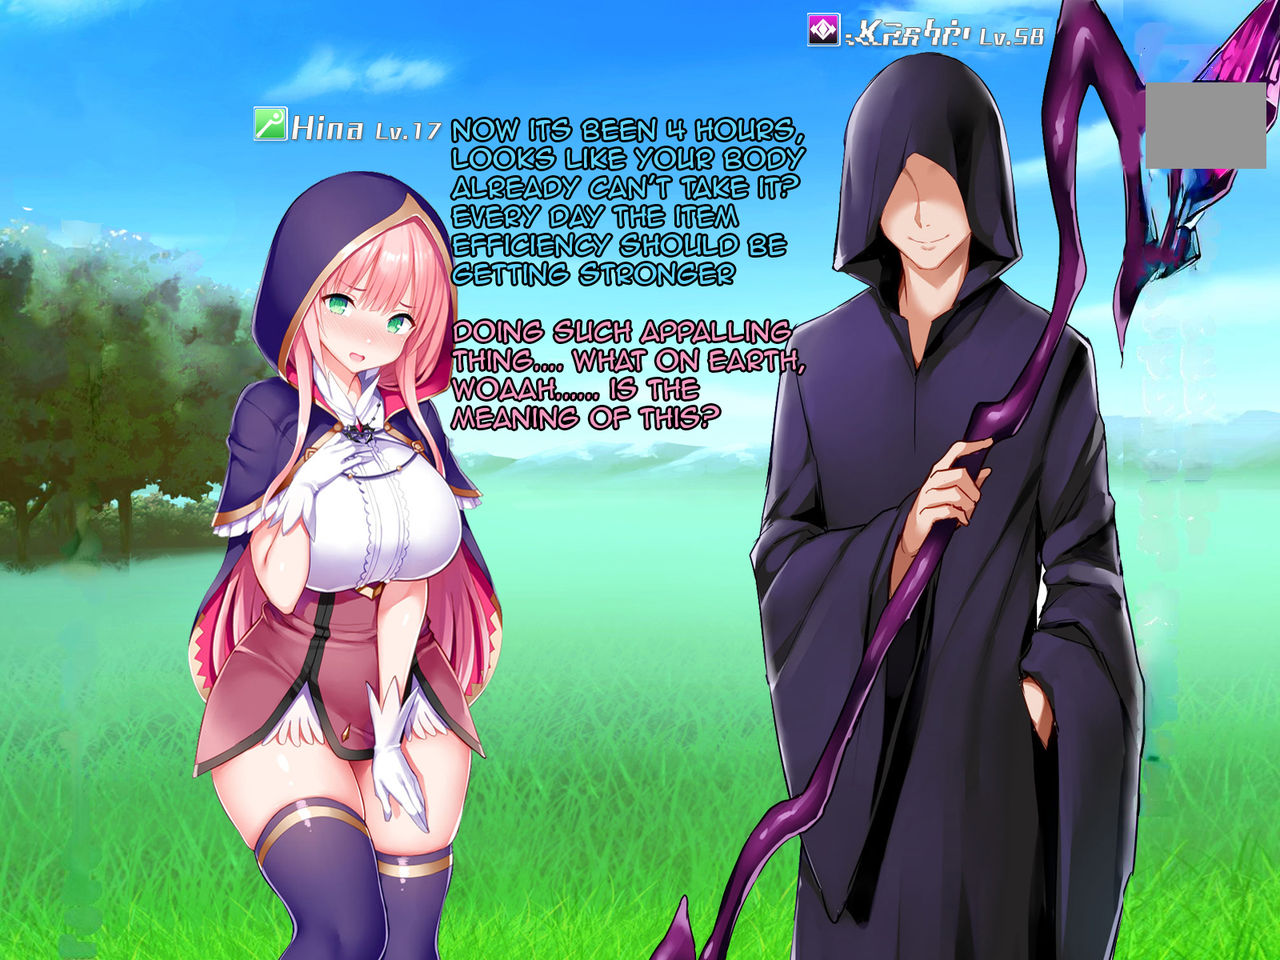 Hina Lv.17
Lv.58
NOW ITS BEEN 4 HOURS,
LOOKS LIKE YOUR BODY
ALREADY CAN'T TAKE IT?
EVERY DAY THE ITEM
EFFICIENCY SHOULD BE
GETTING STRONGER
DOING SUCH APPALLING
THING.... WHAT ON EARTH,
WOAAH...... IS THE
MEANING OF THIS?